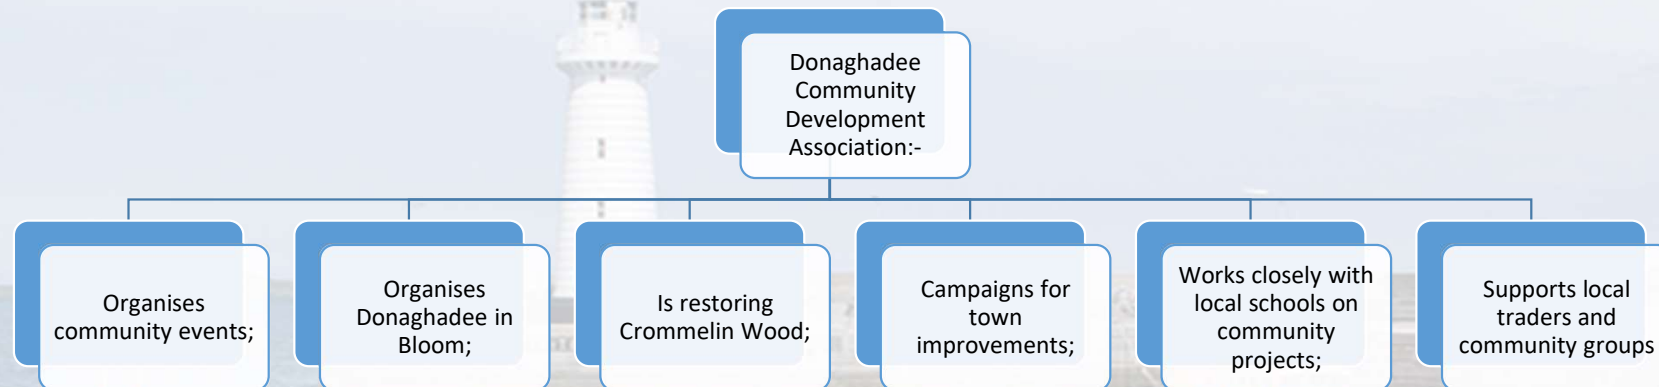 Donaghadee
Community
Development
Association:-
Organises
community events;
Organises
Donaghadee in
Bloom;
Is restoring
Crommelin Wood;
Campaigns for
town
improvements;
Works closely with
local schools on
community
projects;
Supports local
traders and
community groups